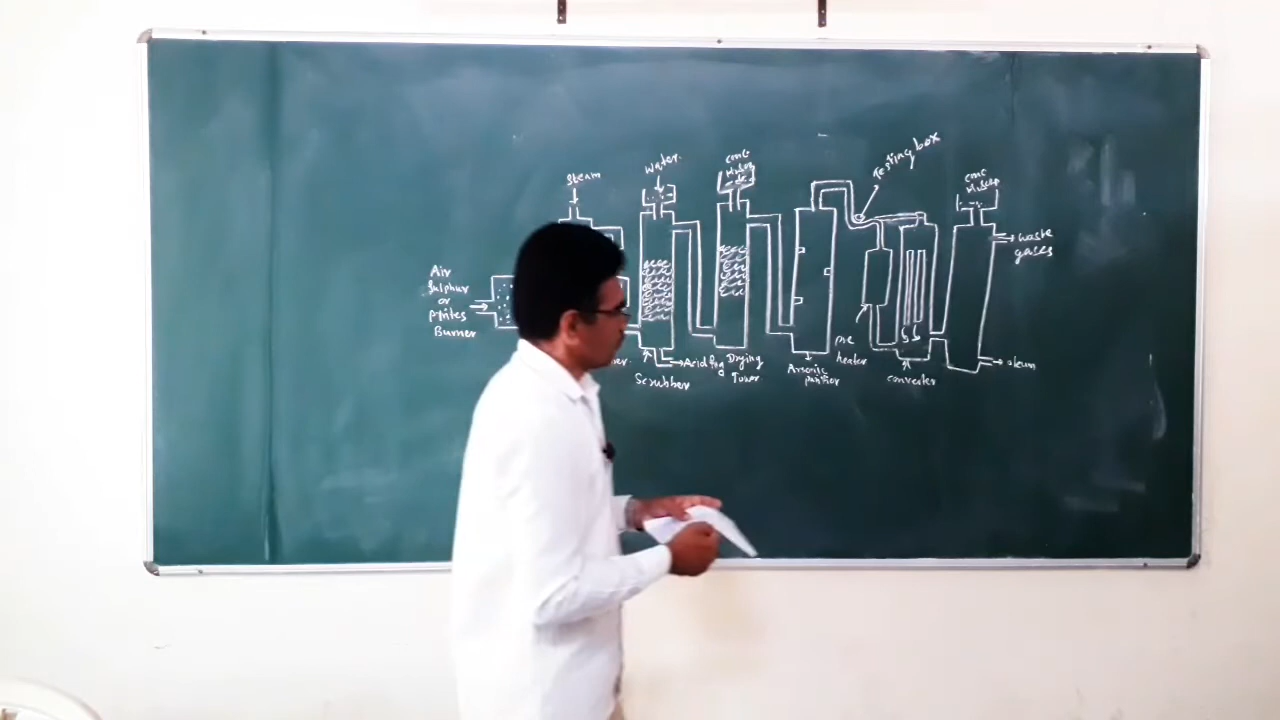 Steam
Water.
conc
Testing box
conc
H₂SO₄
waste
gases
Air
Sulphur
or
pyrites
Burner
Scrubber
Drying
Tower
Arsenic
purifier
pre
heater
converter
oleum